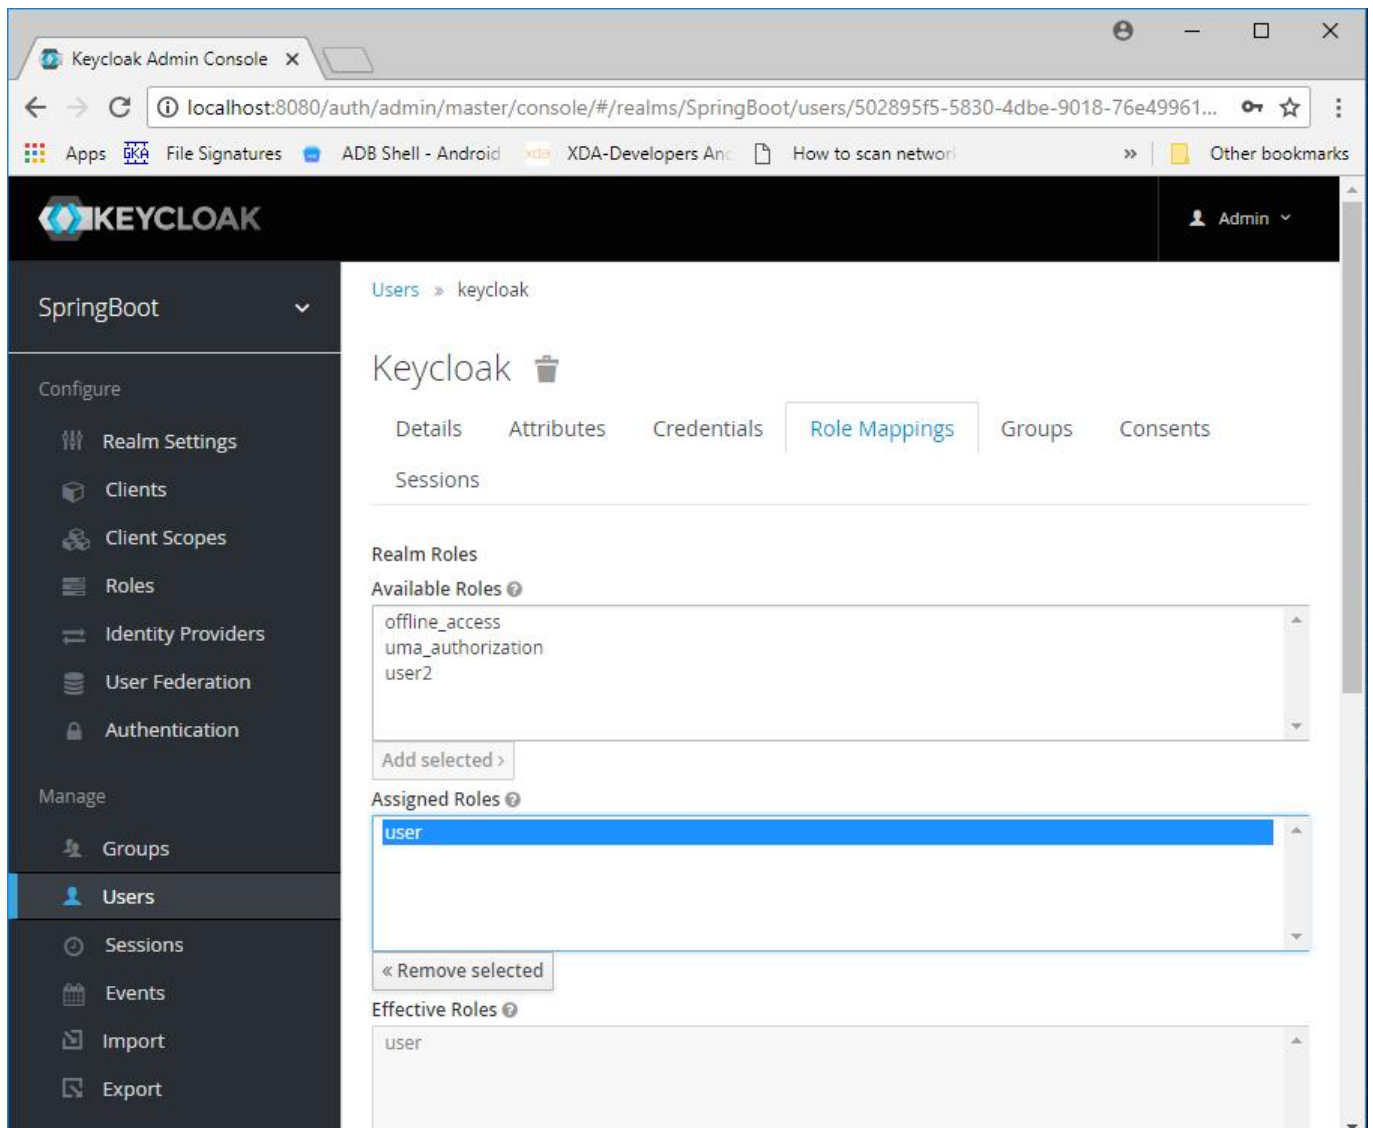 Keycloak Admin Console
localhost:8080/auth/admin/master/console/#/realms/SpringBoot/users/502895f5-5830-4dbe-9018-76e49961...
Apps GKA File Signatures ADB Shell - Android xda XDA-Developers And How to scan network » Other bookmarks
KEYCLOAK
Admin
SpringBoot
Configure
Realm Settings
Clients
Client Scopes
Roles
Identity Providers
User Federation
Authentication
Manage
Groups
Users
Sessions
Events
Import
Export
Users » keycloak
Keycloak
Details Attributes Credentials Role Mappings Groups Consents
Sessions
Realm Roles
Available Roles
offline_access
uma_authorization
user2
Add selected ›
Assigned Roles
user
« Remove selected
Effective Roles
user